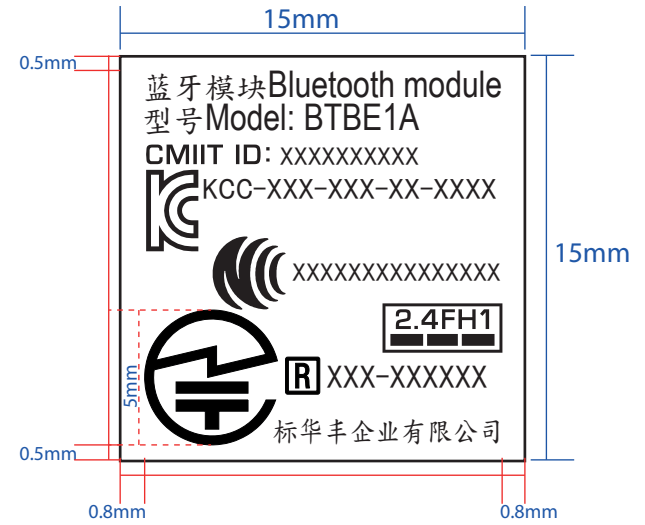 15mm
0.5mm
蓝牙模块Bluetooth module
型号Model: BTBE1A
CMIIT ID: XXXXXXXXXX
KCC-XXX-XXX-XX-XXXX
15mm
XXXXXXXXXXXXXXX
2.4FH1
5mm
R XXX-XXXXXX
标华丰企业有限公司
0.5mm
0.8mm
0.8mm